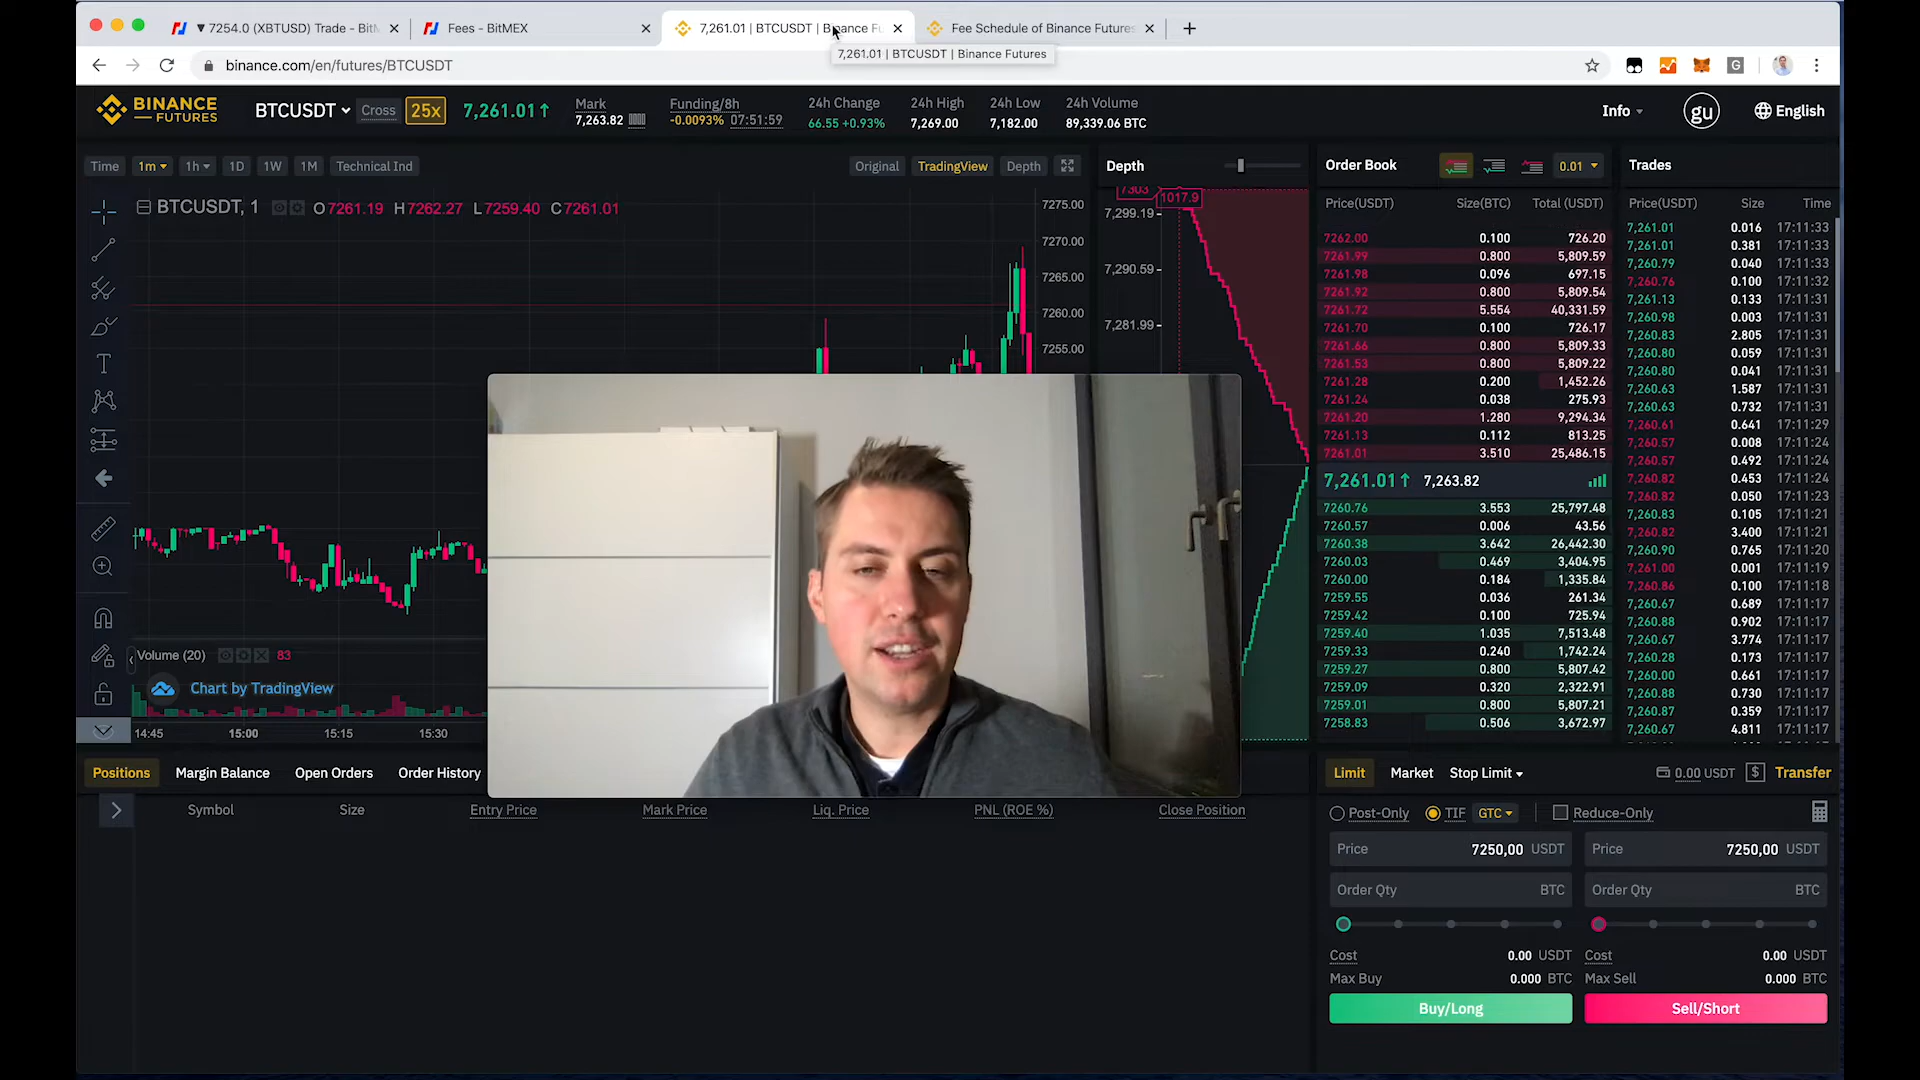 ▼ 7254.0 (XBTUSD) Trade - BitM
Fees - BitMEX
7,261.01 | BTCUSDT | Binance Fu
Fee Schedule of Binance Futures
7,261.01 | BTCUSDT | Binance Futures
binance.com/en/futures/BTCUSDT
BINANCE
FUTURES
BTCUSDT
Cross
25x
7,261.01↑
Mark
7,263.82
Funding/8h
-0.0093% 07:51:59
24h Change
66.55 +0.93%
24h High
7,269.00
24h Low
7,182.00
24h Volume
89,339.06 BTC
Info
gu
English
Time 1m 1h 1D 1W 1M Technical Ind
Original TradingView Depth
BTCUSDT, 1 O7261.19 H7262.27 L7259.40 C7261.01
7275.00
7270.00
7265.00
7260.00
7255.00
Volume (20) 83
Chart by TradingView
14:45 15:00 15:15 15:30
Depth
7303
1017.9
7,299.19
7,290.59
7,281.99
Order Book 0.01
Price(USDT) Size(BTC) Total (USDT)
7262.00 0.100 726.20
7261.99 0.800 5,809.59
7261.98 0.096 697.15
7261.92 0.800 5,809.54
7261.72 5.554 40,331.59
7261.70 0.100 726.17
7261.66 0.800 5,809.33
7261.53 0.800 5,809.22
7261.28 0.200 1,452.26
7261.24 0.038 275.93
7261.20 1.280 9,294.34
7261.13 0.112 813.25
7261.01 3.510 25,486.15
7,261.01↑ 7,263.82
7260.76 3.553 25,797.48
7260.57 0.006 43.56
7260.38 3.642 26,442.30
7260.03 0.469 3,404.95
7260.00 0.184 1,335.84
7259.55 0.036 261.34
7259.42 0.100 725.94
7259.40 1.035 7,513.48
7259.33 0.240 1,742.24
7259.27 0.800 5,807.42
7259.09 0.320 2,322.91
7259.01 0.800 5,807.21
7258.83 0.506 3,672.97
Trades
Price(USDT) Size Time
7,261.01 0.016 17:11:33
7,261.01 0.381 17:11:33
7,260.79 0.040 17:11:33
7,260.76 0.100 17:11:32
7,261.13 0.133 17:11:31
7,260.98 0.003 17:11:31
7,260.83 2.805 17:11:31
7,260.80 0.059 17:11:31
7,260.80 0.041 17:11:31
7,260.63 1.587 17:11:31
7,260.63 0.732 17:11:31
7,260.61 0.641 17:11:29
7,260.57 0.008 17:11:24
7,260.57 0.492 17:11:24
7,260.82 0.453 17:11:24
7,260.82 0.050 17:11:23
7,260.83 0.105 17:11:21
7,260.82 3.400 17:11:21
7,260.90 0.765 17:11:20
7,261.00 0.001 17:11:19
7,260.86 0.100 17:11:18
7,260.67 0.689 17:11:17
7,260.88 0.902 17:11:17
7,260.67 3.774 17:11:17
7,260.28 0.173 17:11:17
7,260.00 0.661 17:11:17
7,260.88 0.730 17:11:17
7,260.87 0.359 17:11:17
7,260.67 4.811 17:11:17
Positions Margin Balance Open Orders Order History
Symbol Size Entry Price Mark Price Liq. Price PNL (ROE %) Close Position
Limit Market Stop Limit 0.00 USDT $ Transfer
Post-Only TIF GTC Reduce-Only
Price 7250,00 USDT
Price 7250,00 USDT
Order Qty BTC
Order Qty BTC
Cost 0.00 USDT
Cost 0.00 USDT
Max Buy 0.000 BTC
Max Sell 0.000 BTC
Buy/Long
Sell/Short